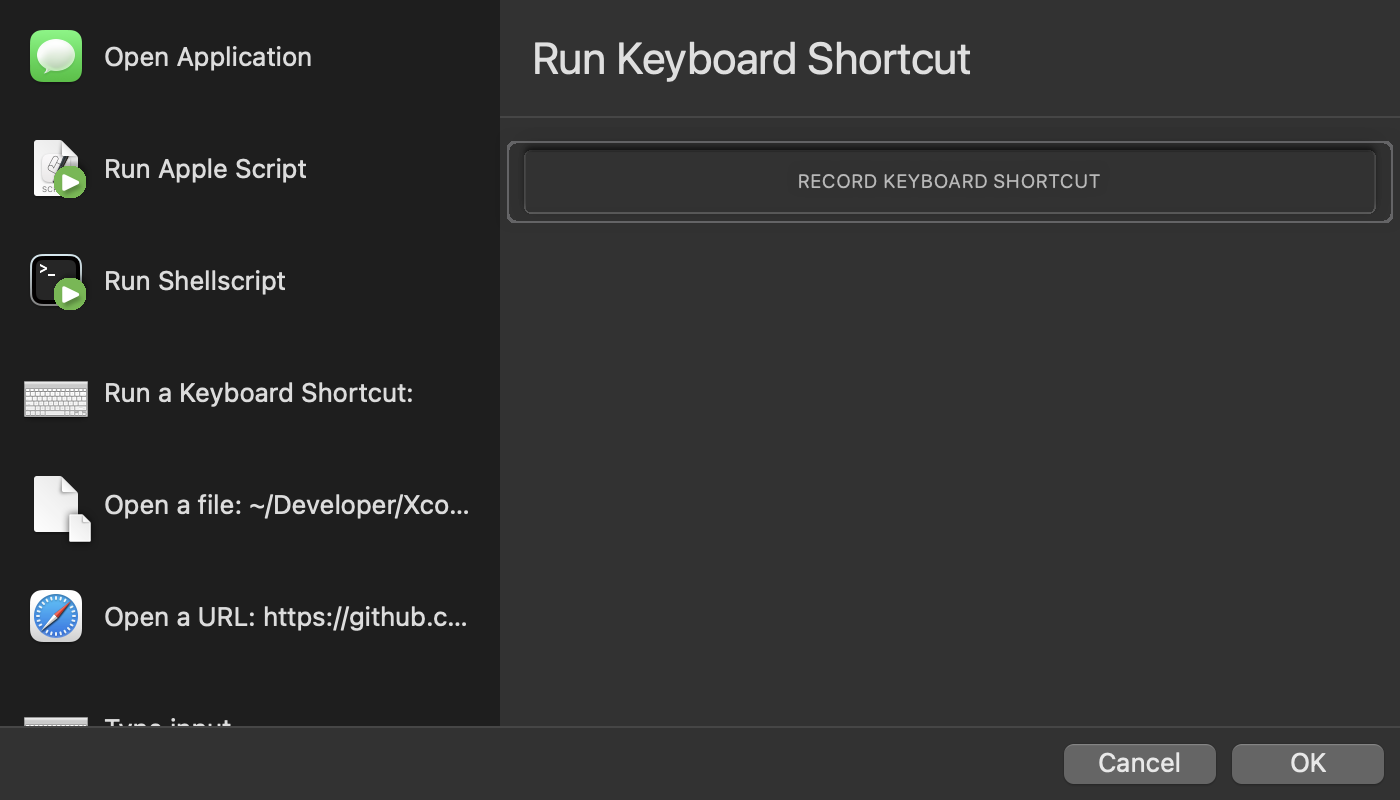 Open Application
Run Apple Script
Run Shellscript
>_
Run a Keyboard Shortcut:
Open a file: ~/Developer/Xco...
Open a URL: https://github.c...
Type input
Run Keyboard Shortcut
RECORD KEYBOARD SHORTCUT
Cancel
OK